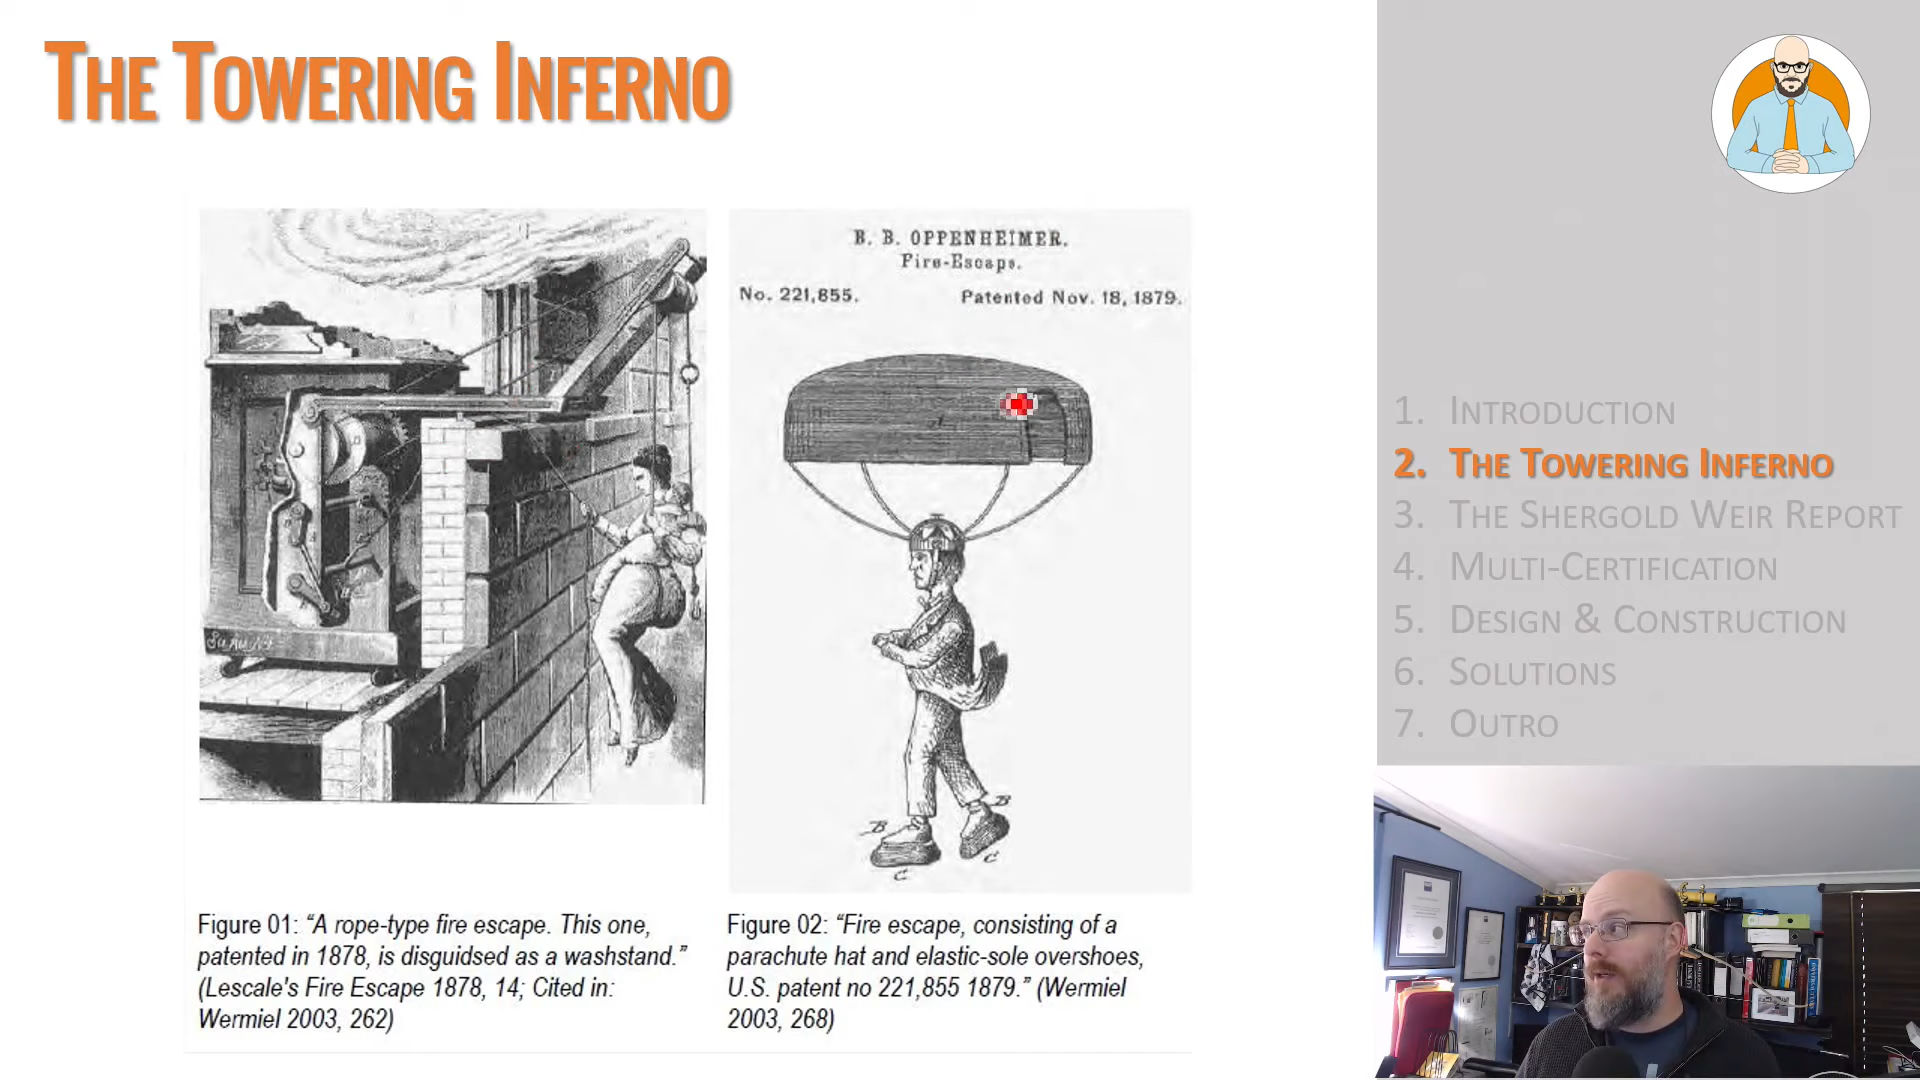 THE TOWERING INFERNO
B. B. OPPENHEIMER.
Fire-Escape.
No. 221,855.
Patented Nov. 18, 1879.
A
B
B
C
C
Figure 01: “A rope-type fire escape. This one,
patented in 1878, is disguidsed as a washstand.”
(Lescale's Fire Escape 1878, 14; Cited in:
Wermiel 2003, 262)
Figure 02: “Fire escape, consisting of a
parachute hat and elastic-sole overshoes,
U.S. patent no 221,855 1879.” (Wermiel
2003, 268)
1. INTRODUCTION
2. THE TOWERING INFERNO
3. THE SHERGOLD WEIR REPORT
4. MULTI-CERTIFICATION
5. DESIGN & CONSTRUCTION
6. SOLUTIONS
7. OUTRO